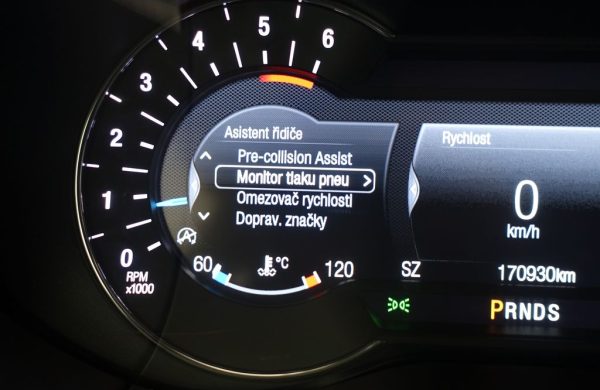 6
5
4
3
2
1
0
RPM
x1000
Asistent řidiče
Pre-collision Assist
Monitor tlaku pneu
Omezovač rychlosti
Doprav. značky
60 °C 120
Rychlost
0
km/h
SZ 170930km
PRNDS